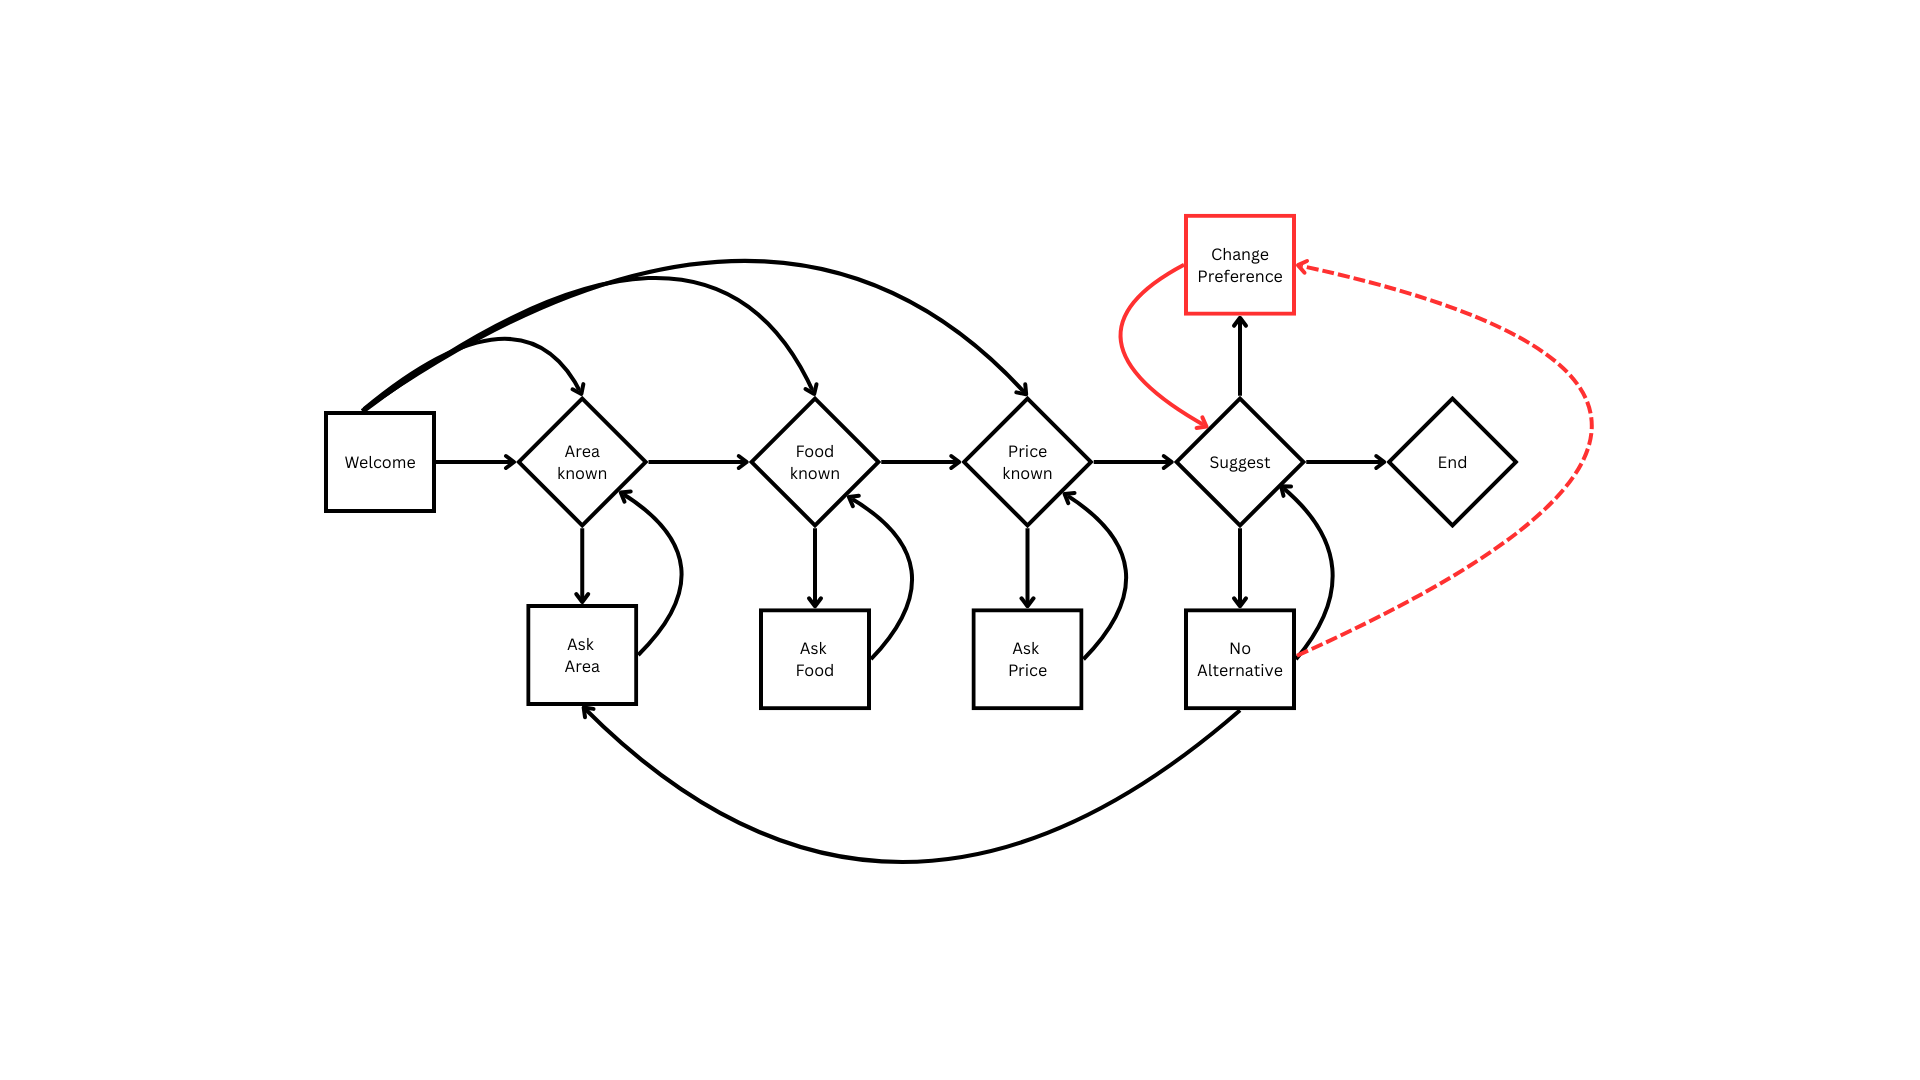 Change
Preference
Welcome
Area
known
Food
known
Price
known
Suggest
End
Ask
Area
Ask
Food
Ask
Price
No
Alternative